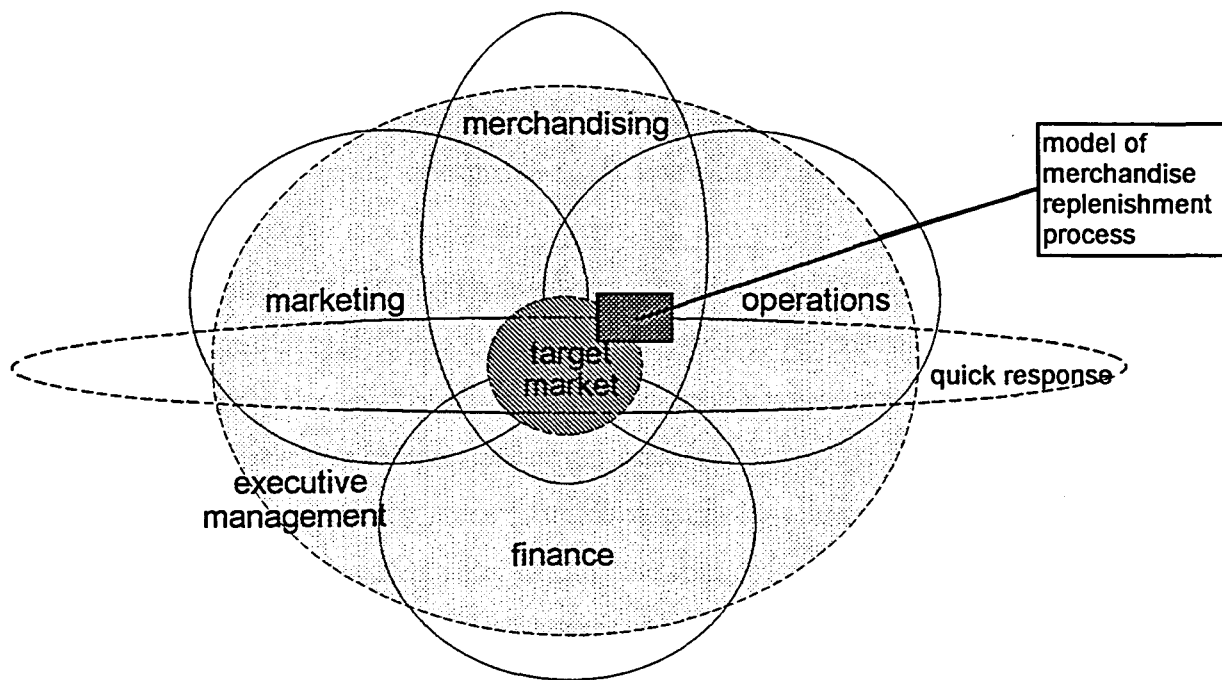 merchandising
model of
merchandise
replenishment
process
marketing
operations
target
market
quick response
executive
management
finance